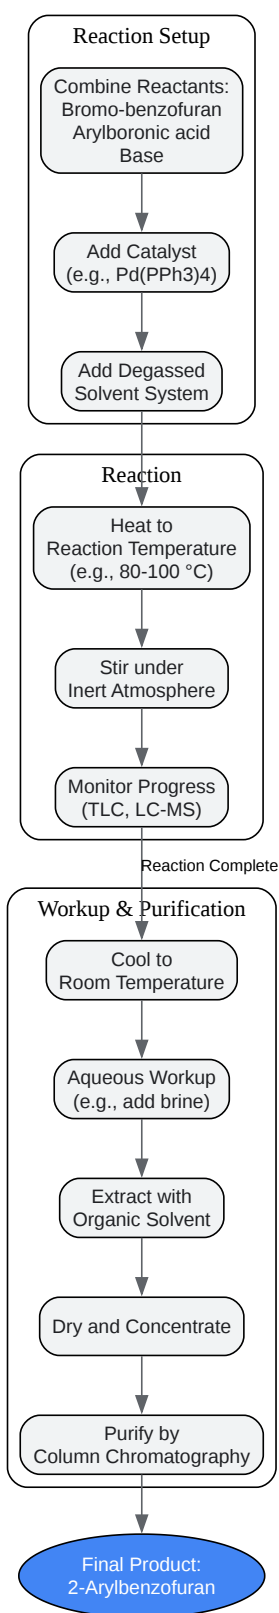 Reaction Setup
Combine Reactants:
Bromo-benzofuran
Arylboronic acid
Base
Add Catalyst
(e.g., Pd(PPh3)4)
Add Degassed
Solvent System
Reaction
Heat to
Reaction Temperature
(e.g., 80-100 °C)
Stir under
Inert Atmosphere
Monitor Progress
(TLC, LC-MS)
Reaction Complete
Workup & Purification
Cool to
Room Temperature
Aqueous Workup
(e.g., add brine)
Extract with
Organic Solvent
Dry and Concentrate
Purify by
Column Chromatography
Final Product:
2-Arylbenzofuran